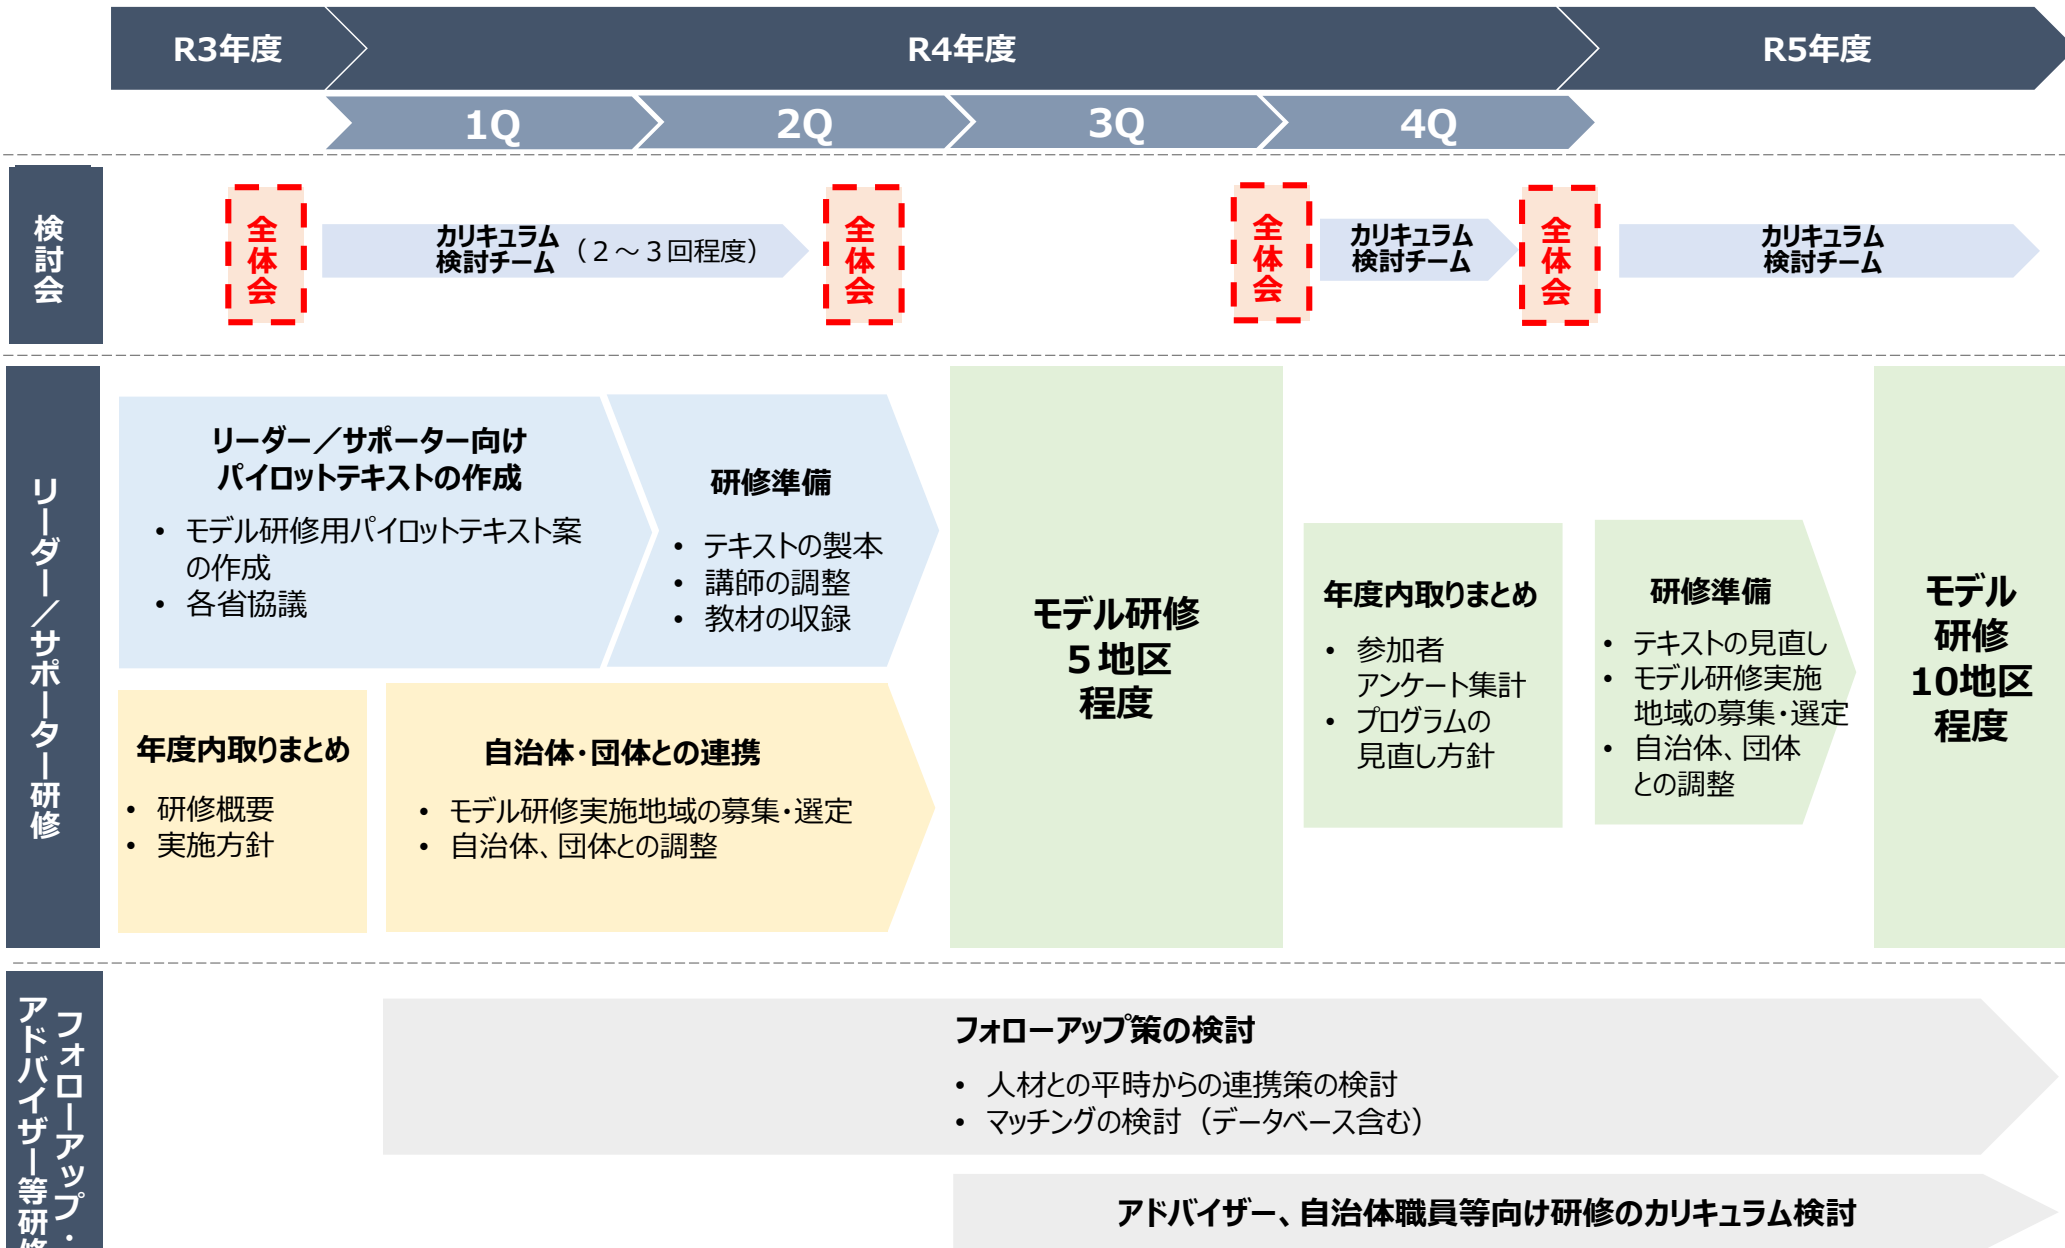 R3年度
R4年度
R5年度
1Q
2Q
3Q
4Q
検討会
全体会
カリキュラム
検討チーム
（２～３回程度）
全体会
全体会
カリキュラム
検討チーム
全体会
カリキュラム
検討チーム
リーダー／サポーター研修
リーダー／サポーター向け
パイロットテキストの作成
• モデル研修用パイロットテキスト案
の作成
• 各省協議
研修準備
• テキストの製本
• 講師の調整
• 教材の収録
年度内取りまとめ
• 研修概要
• 実施方針
自治体・団体との連携
• モデル研修実施地域の募集・選定
• 自治体、団体との調整
モデル研修
５地区
程度
年度内取りまとめ
• 参加者
アンケート集計
• プログラムの
見直し方針
研修準備
• テキストの見直し
• モデル研修実施
地域の募集・選定
• 自治体、団体
との調整
モデル
研修
10地区
程度
フォローアップ・
アドバイザー等研修
フォローアップ策の検討
• 人材との平時からの連携策の検討
• マッチングの検討（データベース含む）
アドバイザー、自治体職員等向け研修のカリキュラム検討